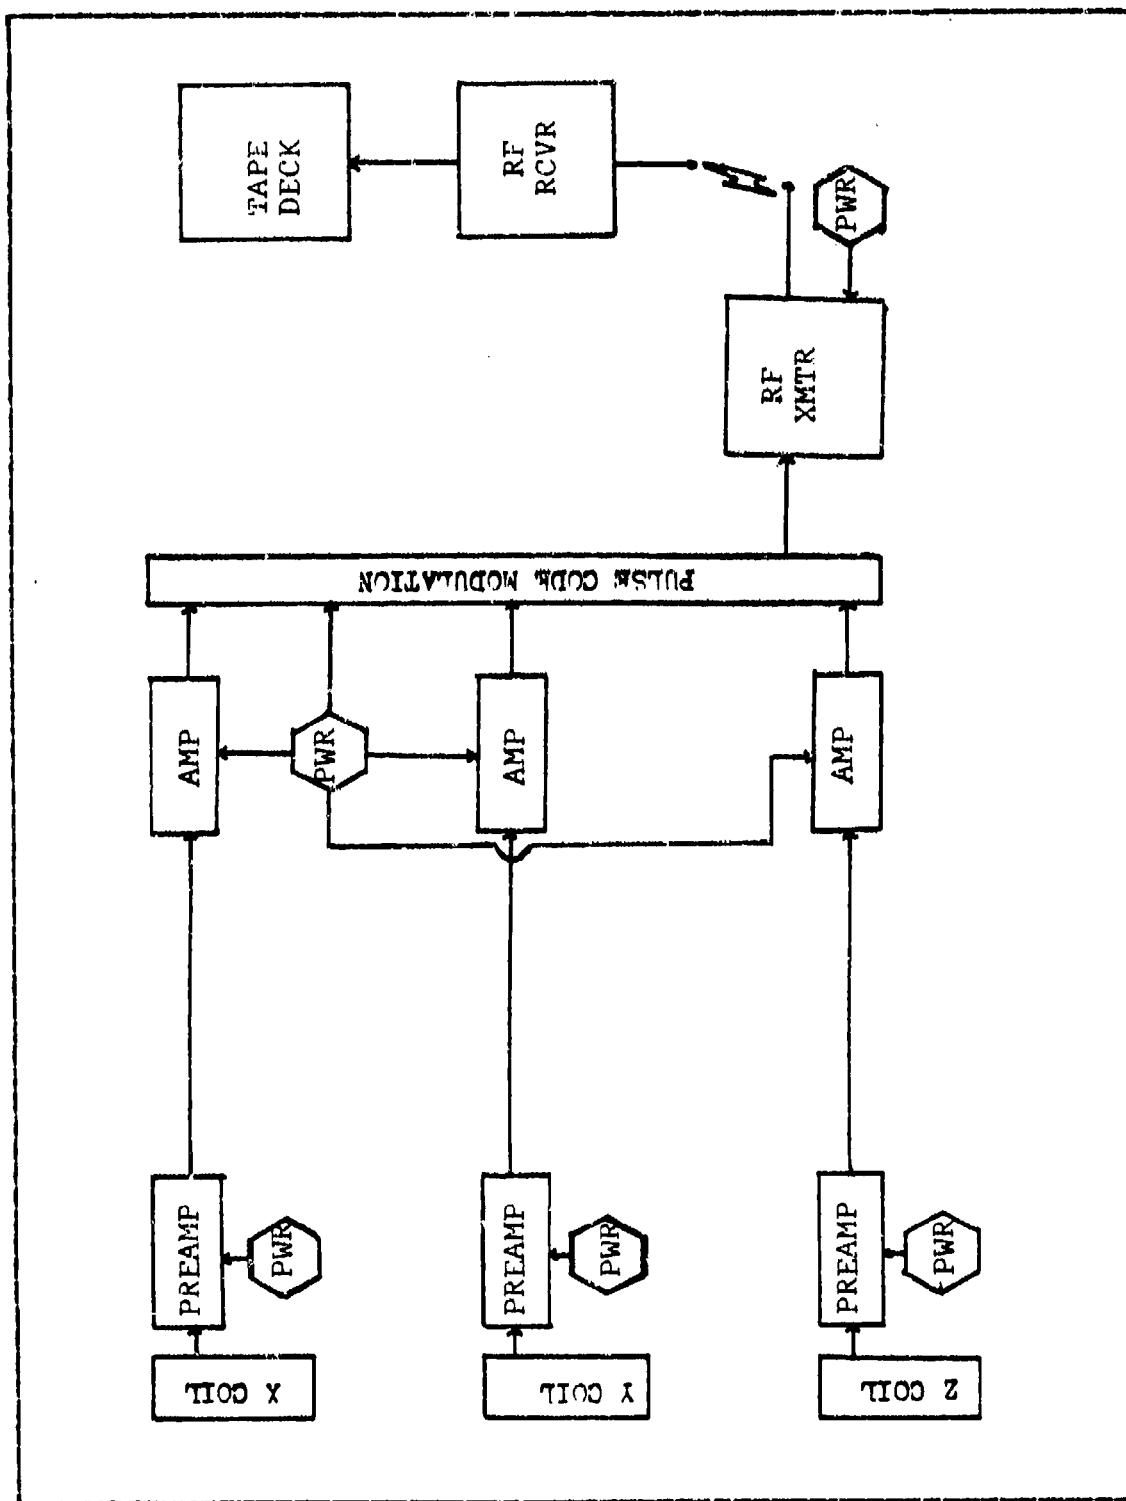 X COIL
PREAMP
PWR
AMP
Y COIL
PREAMP
PWR
PWR
AMP
Z COIL
PREAMP
PWR
AMP
PULSE CODE MODULATION
RF
XMTR
PWR
RF
RCVR
TAPE
DECK